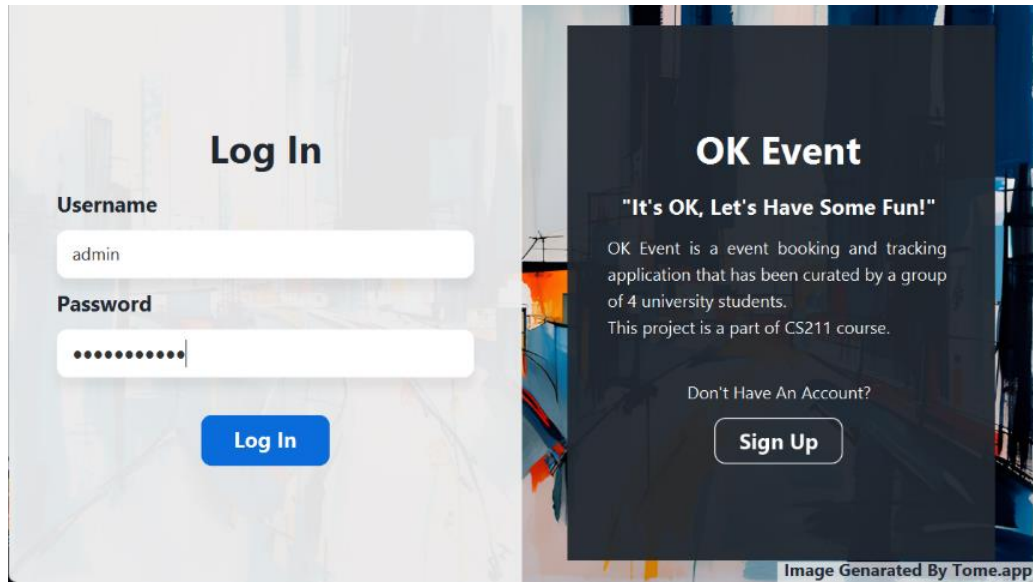 Log In
Username
admin
Password
●●●●●●●●●●●
Log In
OK Event
"It's OK, Let's Have Some Fun!"
OK Event is a event booking and tracking
application that has been curated by a group
of 4 university students.
This project is a part of CS211 course.
Don't Have An Account?
Sign Up
Image Genarated By Tome.app